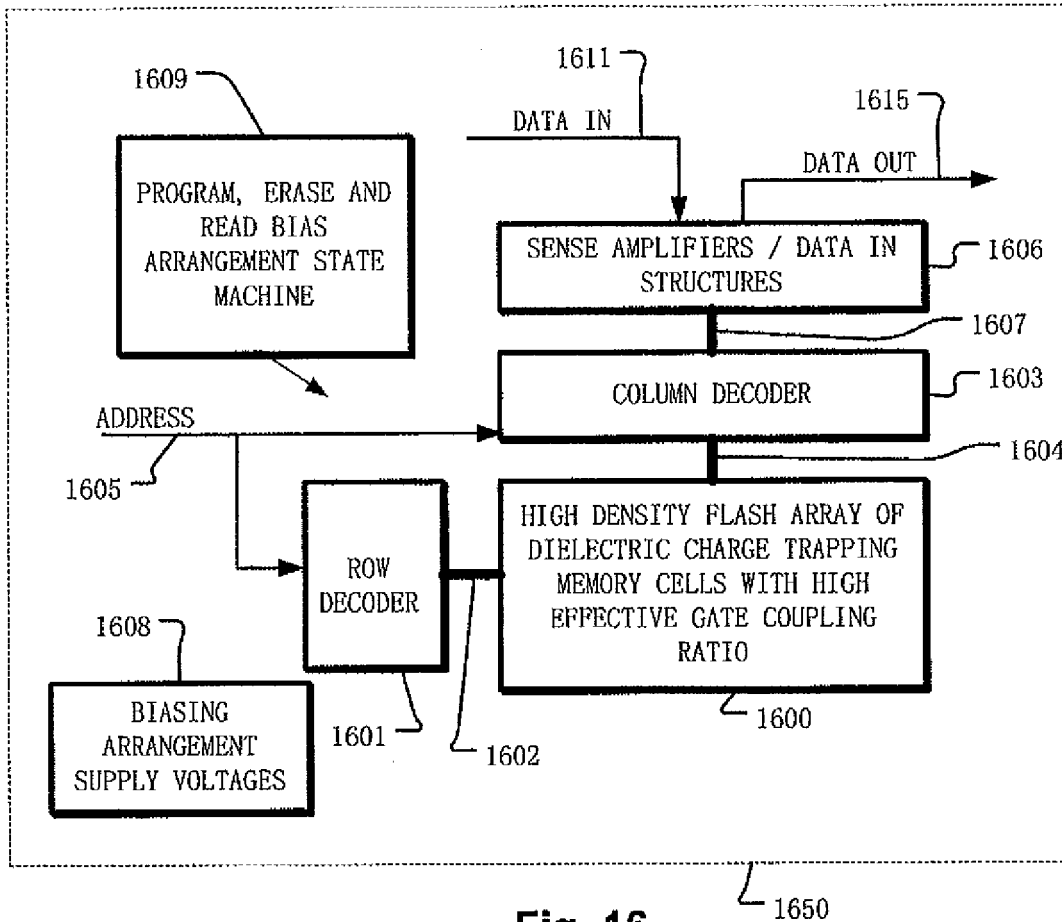 1611
1609
1615
DATA IN
DATA OUT
PROGRAM, ERASE AND
READ BIAS
ARRANGEMENT STATE
MACHINE
SENSE AMPLIFIERS / DATA IN
STRUCTURES
1606
1607
COLUMN DECODER
1603
ADDRESS
1604
1605
ROW
DECODER
HIGH DENSITY FLASH ARRAY OF
DIELECTRIC CHARGE TRAPPING
MEMORY CELLS WITH HIGH
EFFECTIVE GATE COUPLING
RATIO
1608
BIASING
ARRANGEMENT
SUPPLY VOLTAGES
1601
1602
1600
1650
Fig. 16